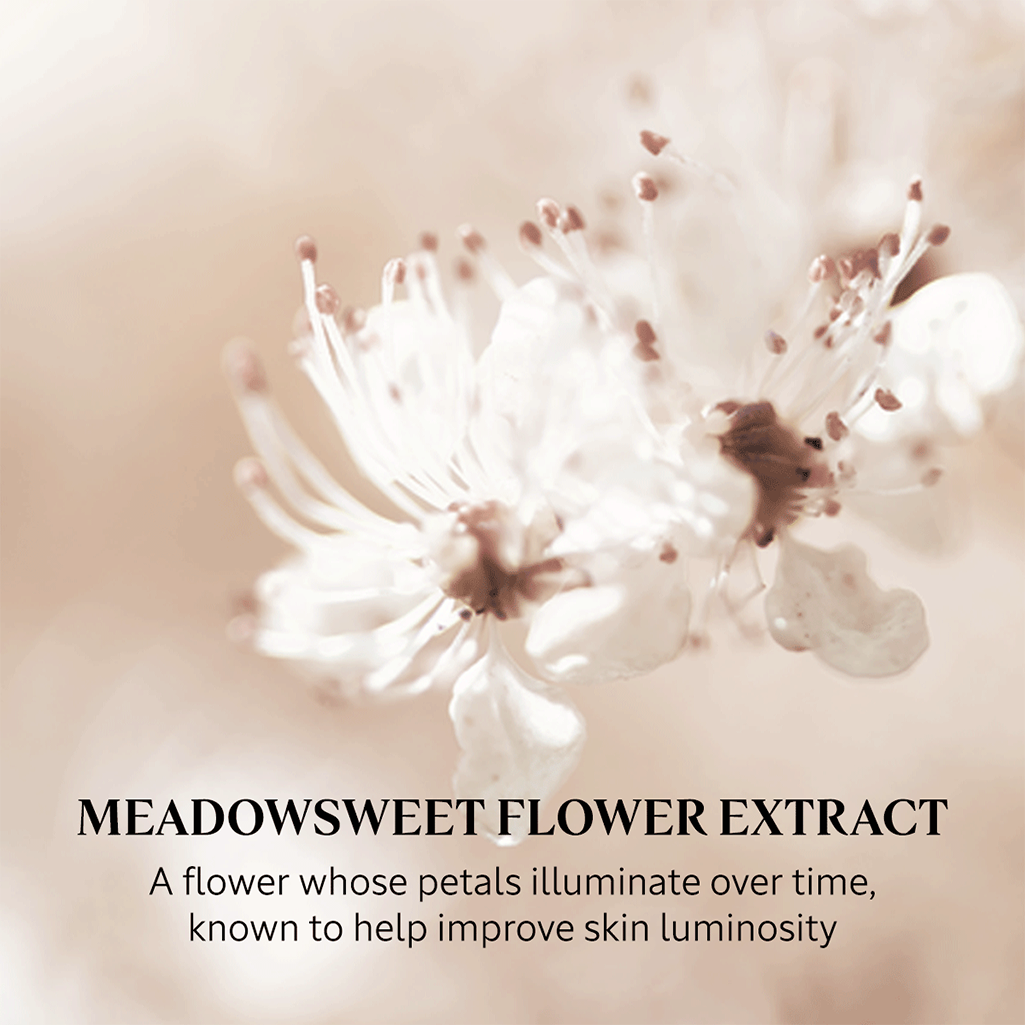 MEADOWSWEET FLOWER EXTRACT
A flower whose petals illuminate over time,
known to help improve skin luminosity